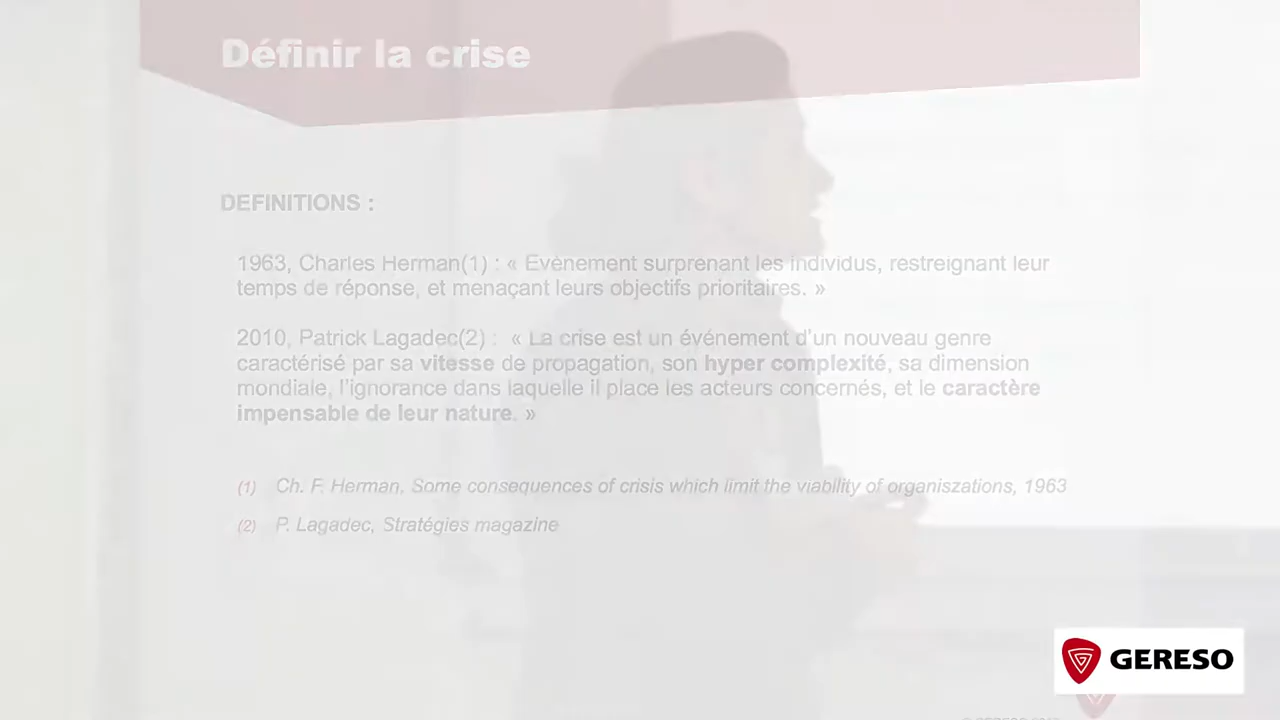 Définir la crise
DEFINITIONS :
1963, Charles Herman(1) : « Evènement surprenant les individus, restreignant leur
temps de réponse, et menaçant leurs objectifs prioritaires. »
2010, Patrick Lagadec(2) : « La crise est un événement d’un nouveau genre
caractérisé par sa vitesse de propagation, son hyper complexité, sa dimension
mondiale, l’ignorance dans laquelle il place les acteurs concernés, et le caractère
impensable de leur nature. »
(1) Ch. F. Herman, Some consequences of crisis which limit the viability of organiszations, 1963
(2) P. Lagadec, Stratégies magazine
GERESO